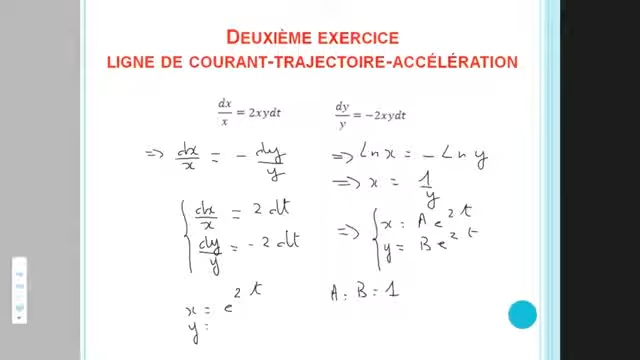 DEUXIÈME EXERCICE
LIGNE DE COURANT-TRAJECTOIRE-ACCÉLÉRATION
dx/x = 2xydt
dy/y = −2xydt
=> dx/x = - dy/y
=> Ln x = - Ln y
=> x = 1/y
{ dx/x = 2 dt
dy/y = - 2 dt
=> { x = A e^2t
y = B e^2t
A = B = 1
x = e^2t
y =